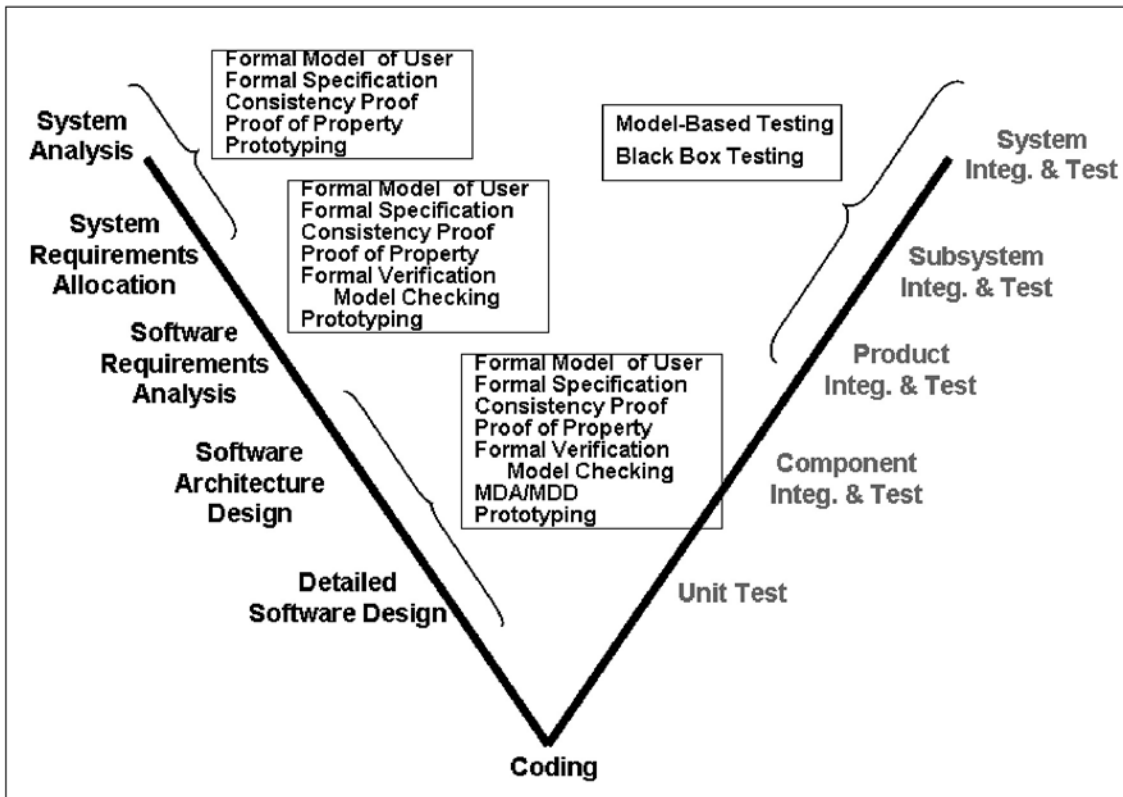 Formal Model of User
Formal Specification
Consistency Proof
Proof of Property
Prototyping
System
Analysis
Model-Based Testing
Black Box Testing
System
Integ. & Test
Formal Model of User
Formal Specification
Consistency Proof
Proof of Property
Formal Verification
Model Checking
Prototyping
System
Requirements
Allocation
Subsystem
Integ. & Test
Software
Requirements
Analysis
Product
Integ. & Test
Formal Model of User
Formal Specification
Consistency Proof
Proof of Property
Formal Verification
Model Checking
MDA/MDD
Prototyping
Software
Architecture
Design
Component
Integ. & Test
Detailed
Software Design
Unit Test
Coding